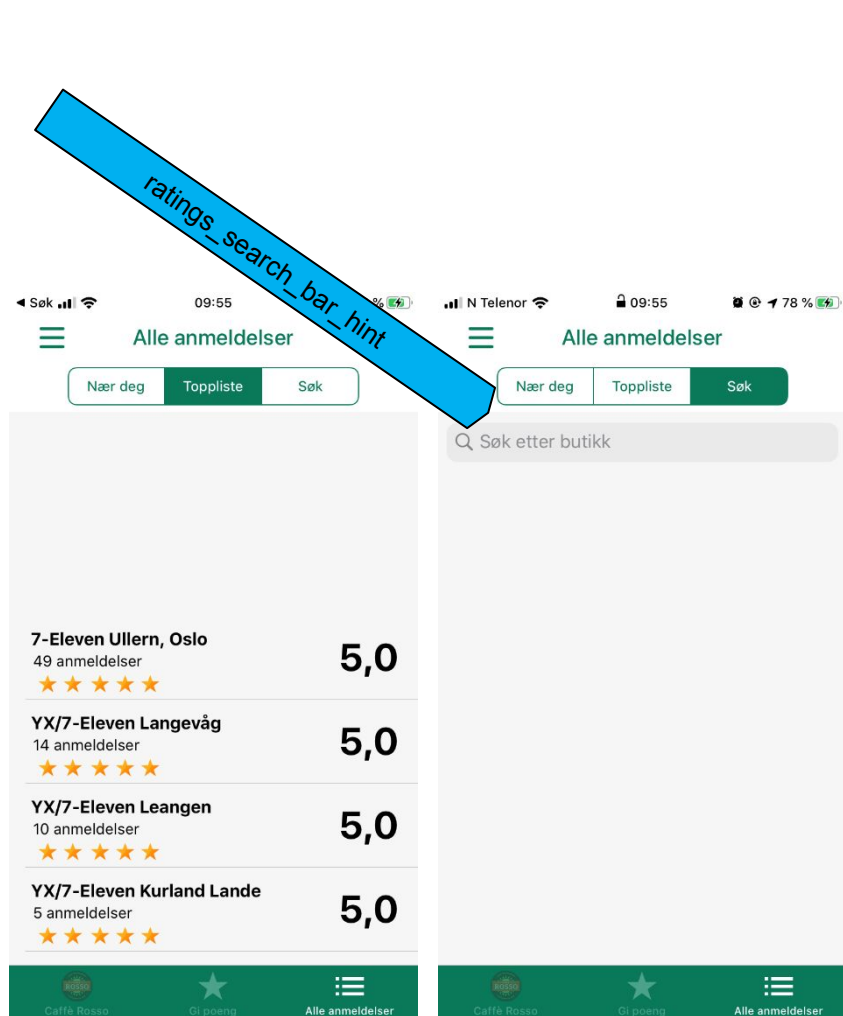 ratings_search_bar_hint
Søk
09:55
%
Alle anmeldelser
Nær deg
Toppliste
Søk
7-Eleven Ullern, Oslo
49 anmeldelser
5,0
YX/7-Eleven Langevåg
14 anmeldelser
5,0
YX/7-Eleven Leangen
10 anmeldelser
5,0
YX/7-Eleven Kurland Lande
5 anmeldelser
5,0
ROSSO
Caffè Rosso
Gi poeng
Alle anmeldelser
N Telenor
09:55
78 %
Alle anmeldelser
Nær deg
Toppliste
Søk
Søk etter butikk
ROSSO
Caffè Rosso
Gi poeng
Alle anmeldelser